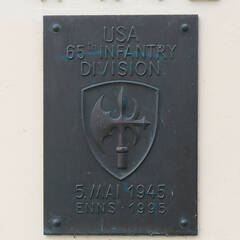 USA
65th INFANTRY
DIVISION
5. MAI 1945
ENNS 1995